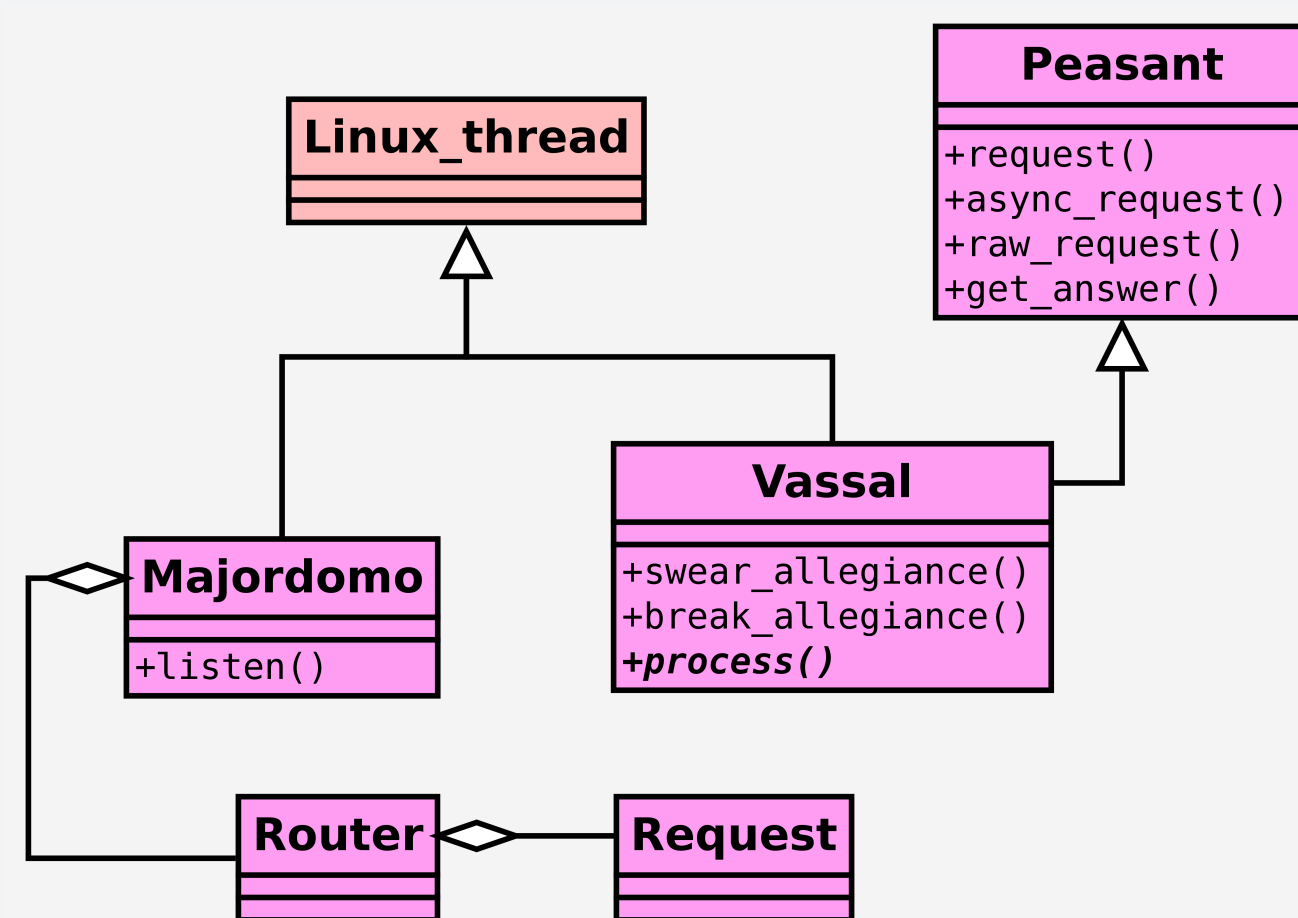 Peasant
+request()
+async_request()
+raw_request()
+get_answer()
Linux_thread
Vassal
+swear_allegiance()
+break_allegiance()
+process()
Majordomo
+listen()
Router
Request